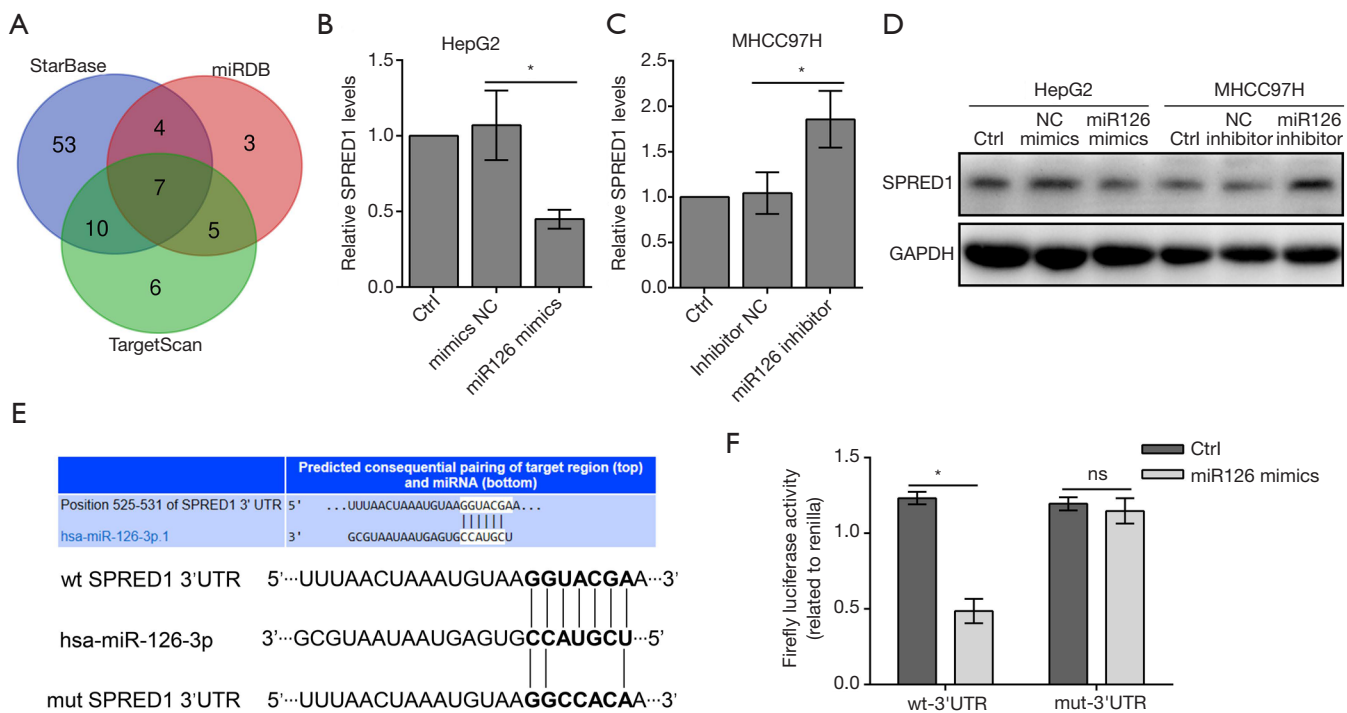 A
StarBase
miRDB
53
4
3
7
10
5
6
TargetScan
B
HepG2
*
Relative SPRED1 levels
1.5
1.0
0.5
0.0
Ctrl
mimics NC
miR126 mimics
C
MHCC97H
*
Relative SPRED1 levels
2.5
2.0
1.5
1.0
0.5
0.0
Ctrl
Inhibitor NC
miR126 inhibitor
D
HepG2 MHCC97H
NC miR126 NC miR126
Ctrl mimics mimics Ctrl inhibitor inhibitor
SPRED1
GAPDH
E
Predicted consequential pairing of target region (top)
and miRNA (bottom)
Position 525-531 of SPRED1 3' UTR 5' ...UUUAACUAAAUGUAAGGUACGAA...
||||||
hsa-miR-126-3p.1 3' GCGUAAUAAUGAGUGCCAUGCU
wt SPRED1 3'UTR 5'···UUUAACUAAAUGUAAGGUACGAA···3'
hsa-miR-126-3p 3'···GCGUAAUAAUGAGUGCCAUGCU···5'
mut SPRED1 3'UTR 5'···UUUAACUAAAUGUAAGGCCACAA···3'
F
Ctrl
miR126 mimics
* ns
Firefly luciferase activity
(related to renilla)
1.5
1.0
0.5
0.0
wt-3'UTR mut-3'UTR